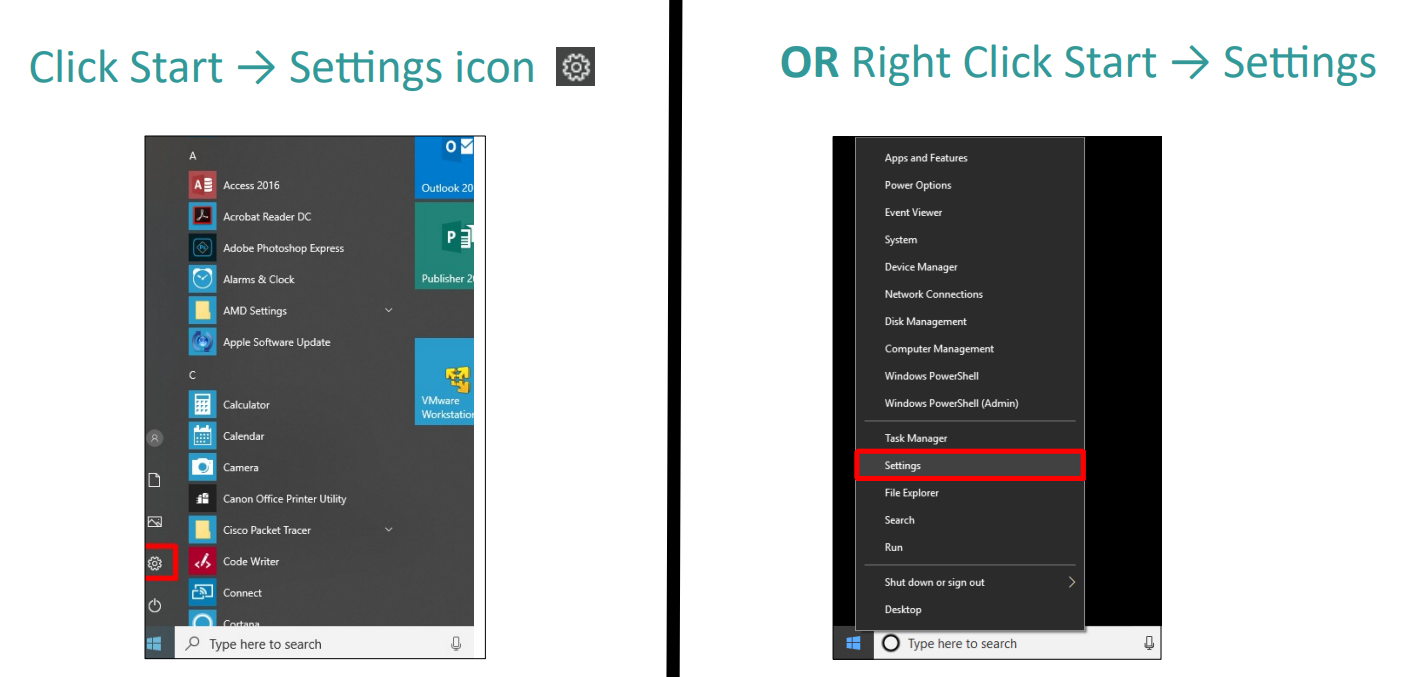 Click Start → Settings icon
A
Access 2016
Acrobat Reader DC
Adobe Photoshop Express
Alarms & Clock
AMD Settings
Apple Software Update
C
Calculator
Calendar
Camera
Canon Office Printer Utility
Cisco Packet Tracer
Code Writer
Connect
Cortana
Outlook 20
Publisher 20
VMware
Workstation
Type here to search
OR Right Click Start → Settings
Apps and Features
Power Options
Event Viewer
System
Device Manager
Network Connections
Disk Management
Computer Management
Windows PowerShell
Windows PowerShell (Admin)
Task Manager
Settings
File Explorer
Search
Run
Shut down or sign out
Desktop
Type here to search